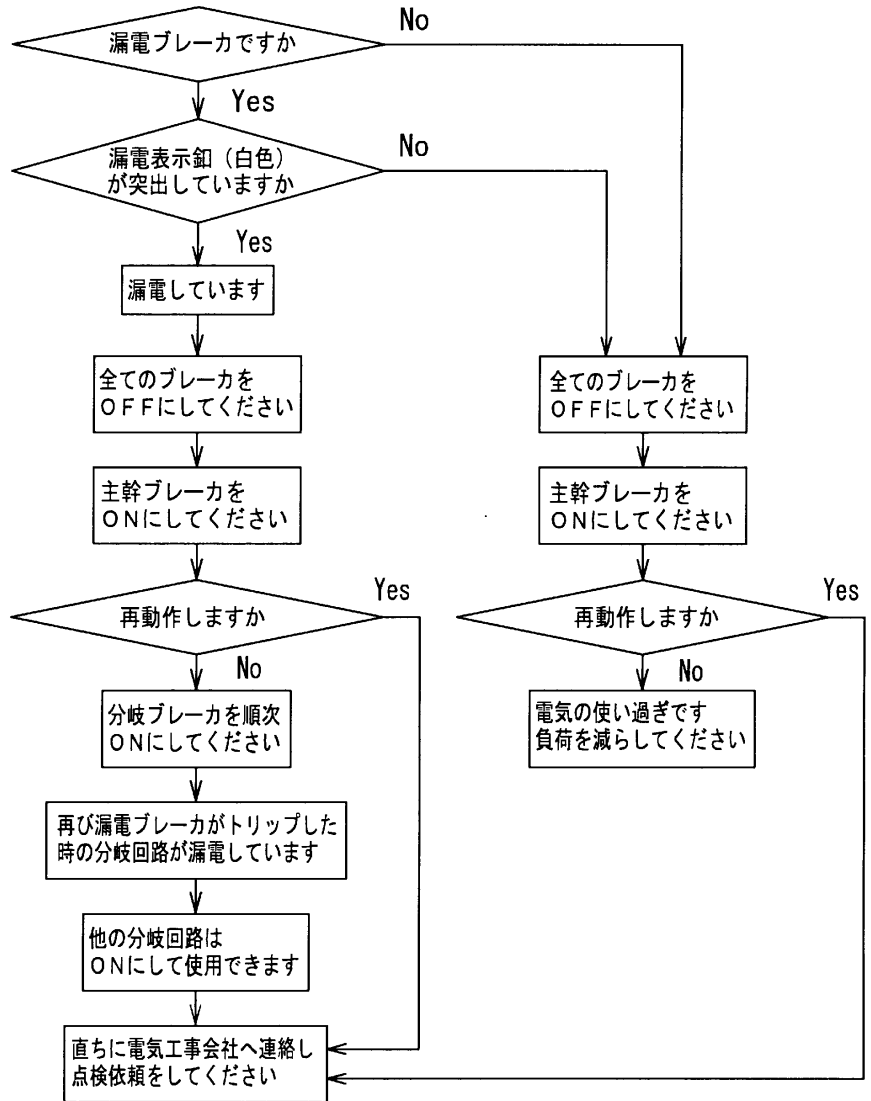 漏電ブレーカですか
No
Yes
漏電表示釦（白色）
が突出していますか
No
Yes
漏電しています
全てのブレーカを
ＯＦＦにしてください
主幹ブレーカを
ＯＮにしてください
再動作しますか
Yes
No
分岐ブレーカを順次
ＯＮにしてください
再び漏電ブレーカがトリップした
時の分岐回路が漏電しています
他の分岐回路は
ＯＮにして使用できます
直ちに電気工事会社へ連絡し
点検依頼をしてください
全てのブレーカを
ＯＦＦにしてください
主幹ブレーカを
ＯＮにしてください
再動作しますか
Yes
No
電気の使い過ぎです
負荷を減らしてください